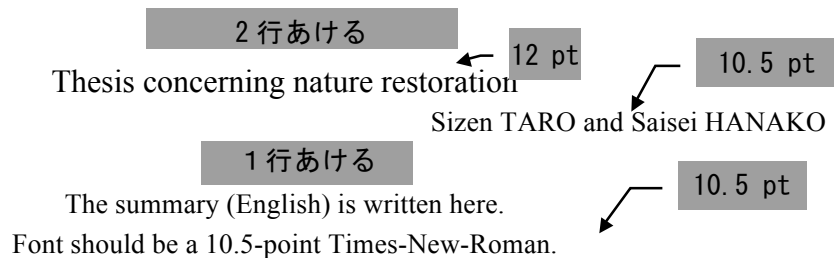 2 行あける
12 pt
10.5 pt
Thesis concerning nature restoration
Sizen TARO and Saisei HANAKO
1 行あける
10.5 pt
The summary (English) is written here.
Font should be a 10.5-point Times-New-Roman.